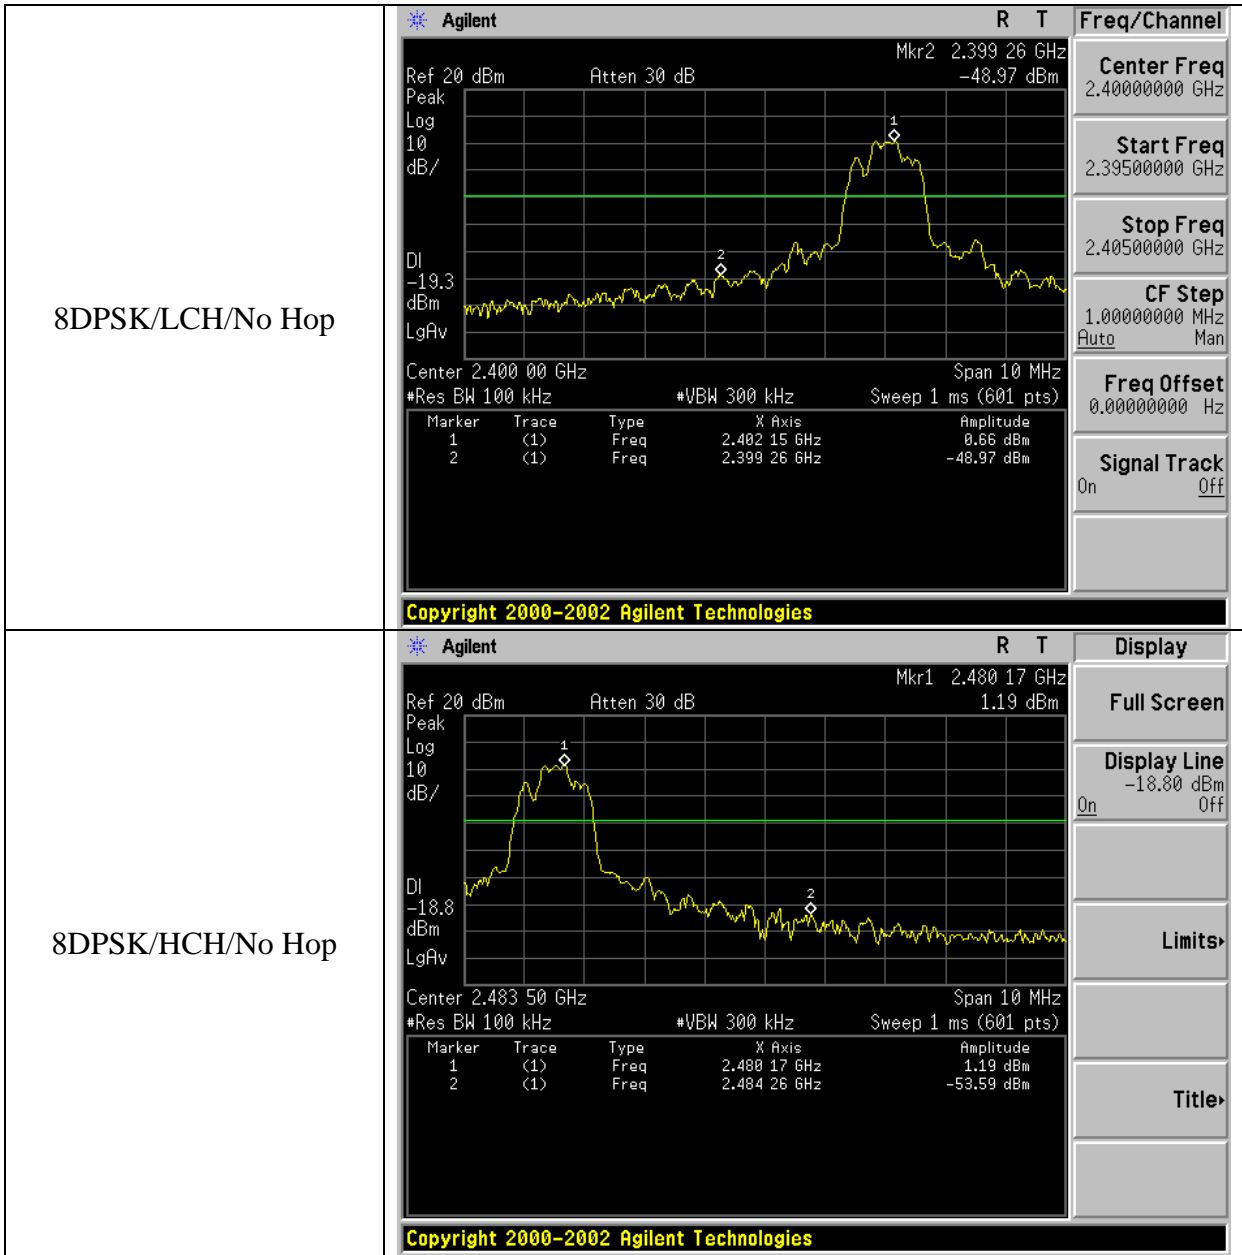 8DPSK/LCH/No Hop
Agilent R T
Mkr2 2.399 26 GHz
Ref 20 dBm Atten 30 dB -48.97 dBm
Peak
Log
10
dB/
1
2
DI
-19.3
dBm
LgAv
Center 2.400 00 GHz Span 10 MHz
#Res BW 100 kHz #VBW 300 kHz Sweep 1 ms (601 pts)
Marker Trace Type X Axis Amplitude
1 (1) Freq 2.402 15 GHz 0.66 dBm
2 (1) Freq 2.399 26 GHz -48.97 dBm
Copyright 2000-2002 Agilent Technologies
Freq/Channel
Center Freq
2.40000000 GHz
Start Freq
2.39500000 GHz
Stop Freq
2.40500000 GHz
CF Step
1.00000000 MHz
Auto Man
Freq Offset
0.00000000 Hz
Signal Track
On Off
8DPSK/HCH/No Hop
Agilent R T
Mkr1 2.480 17 GHz
Ref 20 dBm Atten 30 dB 1.19 dBm
Peak
Log
10
dB/
1
2
DI
-18.8
dBm
LgAv
Center 2.483 50 GHz Span 10 MHz
#Res BW 100 kHz #VBW 300 kHz Sweep 1 ms (601 pts)
Marker Trace Type X Axis Amplitude
1 (1) Freq 2.480 17 GHz 1.19 dBm
2 (1) Freq 2.484 26 GHz -53.59 dBm
Copyright 2000-2002 Agilent Technologies
Display
Full Screen
Display Line
-18.80 dBm
On Off
Limits
Title